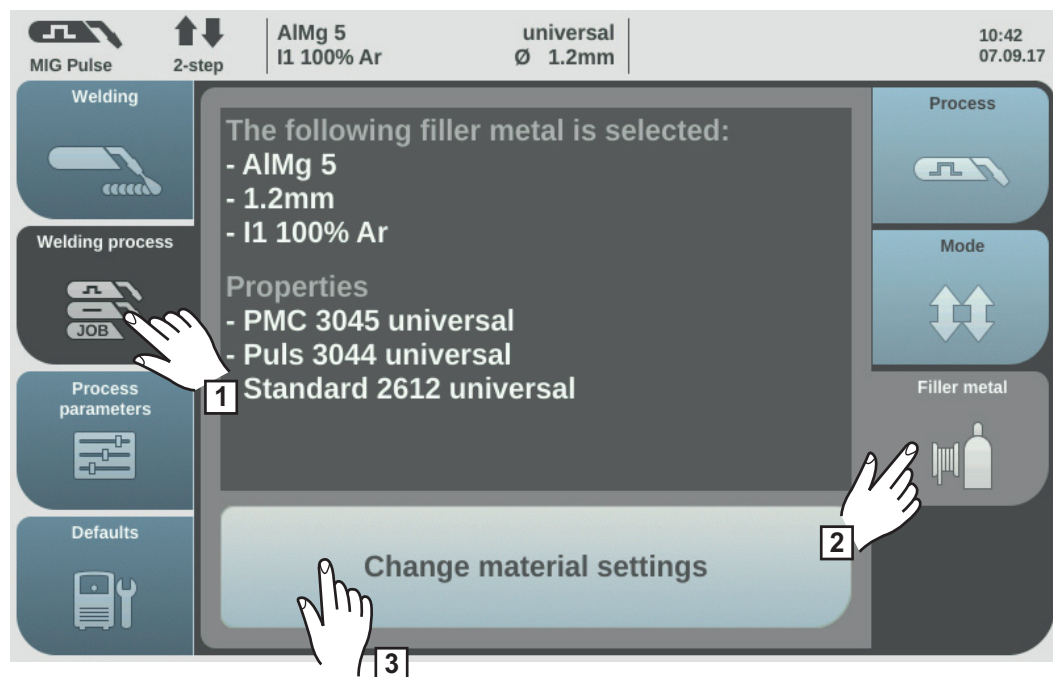 MIG Pulse
2-step
AlMg 5
I1 100% Ar
universal
Ø 1.2mm
10:42
07.09.17
Welding
Welding process
JOB
Process
parameters
Defaults
The following filler metal is selected:
- AlMg 5
- 1.2mm
- I1 100% Ar
Properties
- PMC 3045 universal
- Puls 3044 universal
Standard 2612 universal
1
Change material settings
3
Process
Mode
Filler metal
2